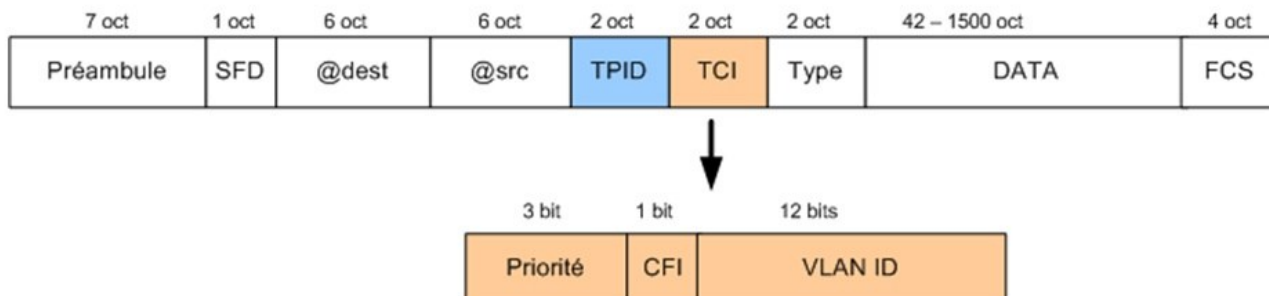 7 oct 1 oct 6 oct 6 oct 2 oct 2 oct 2 oct 42 – 1500 oct 4 oct
Préambule SFD @dest @src TPID TCI Type DATA FCS
3 bit 1 bit 12 bits
Priorité CFI VLAN ID